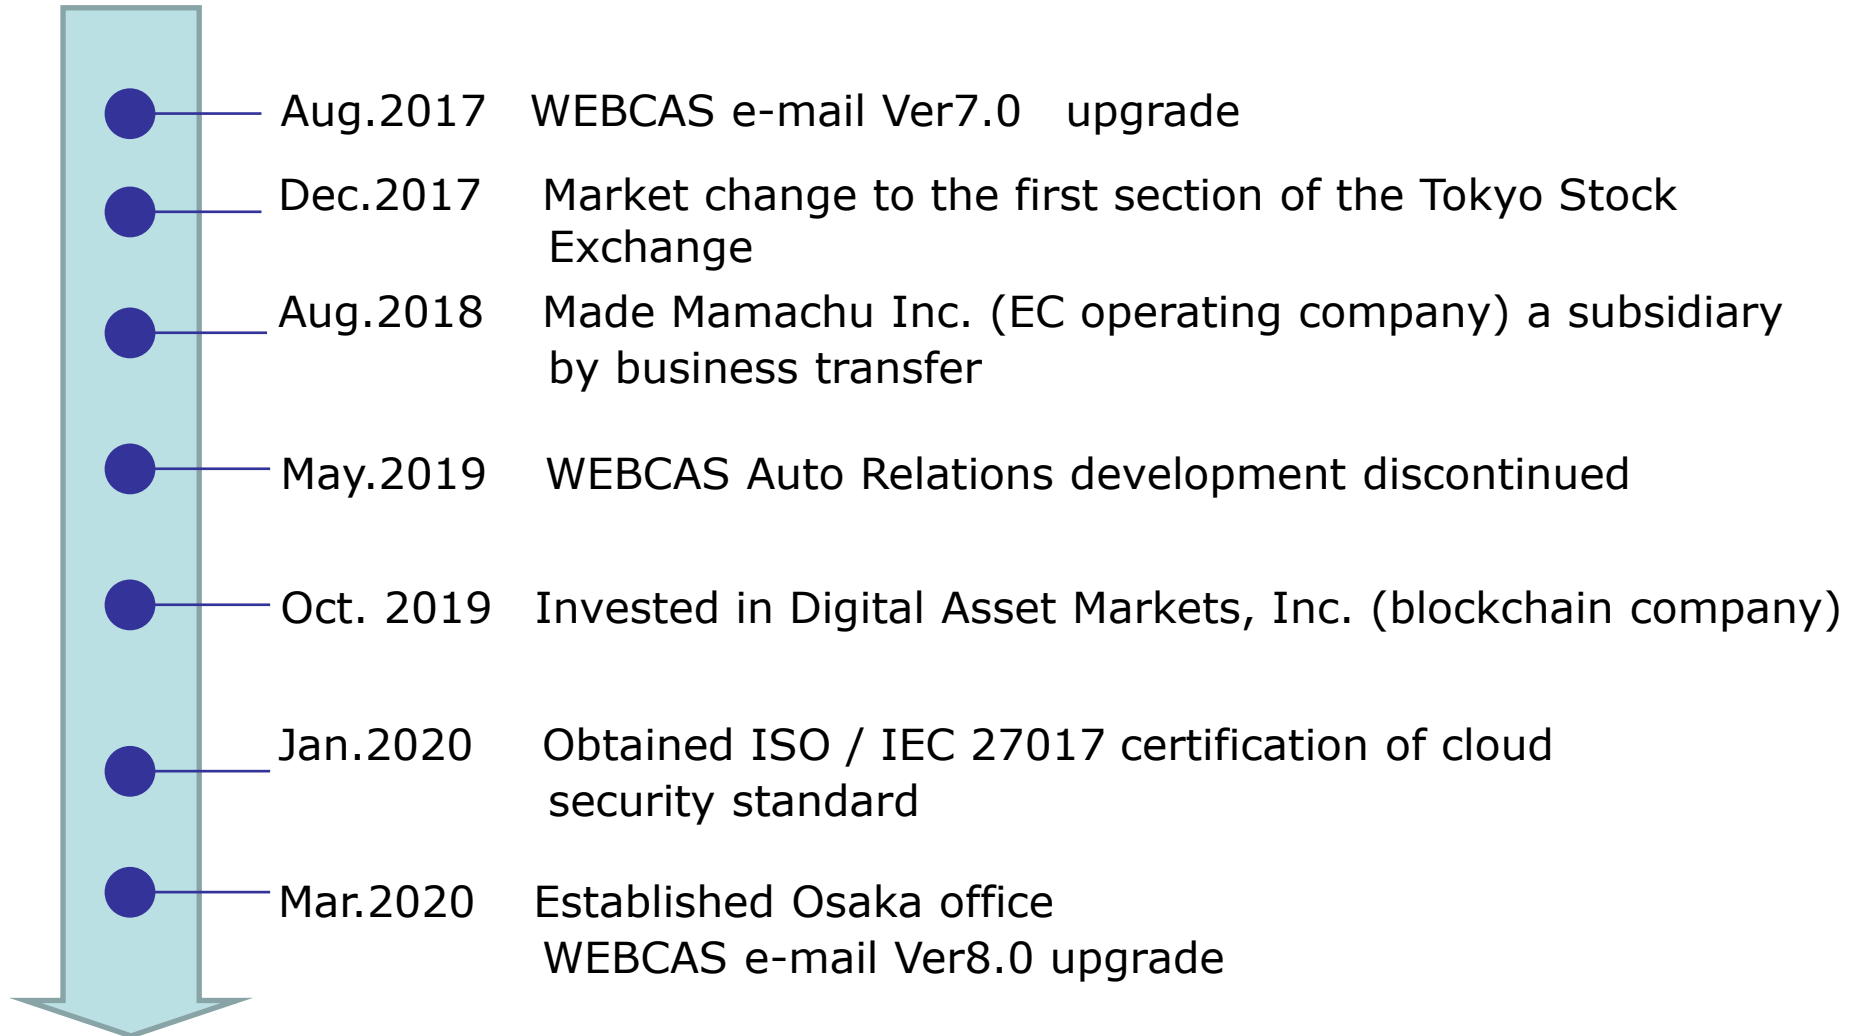 Aug.2017 WEBCAS e-mail Ver7.0 upgrade
Dec.2017 Market change to the first section of the Tokyo Stock
Exchange
Aug.2018 Made Mamachu Inc. (EC operating company) a subsidiary
by business transfer
May.2019 WEBCAS Auto Relations development discontinued
Oct. 2019 Invested in Digital Asset Markets, Inc. (blockchain company)
Jan.2020 Obtained ISO / IEC 27017 certification of cloud
security standard
Mar.2020 Established Osaka office
WEBCAS e-mail Ver8.0 upgrade